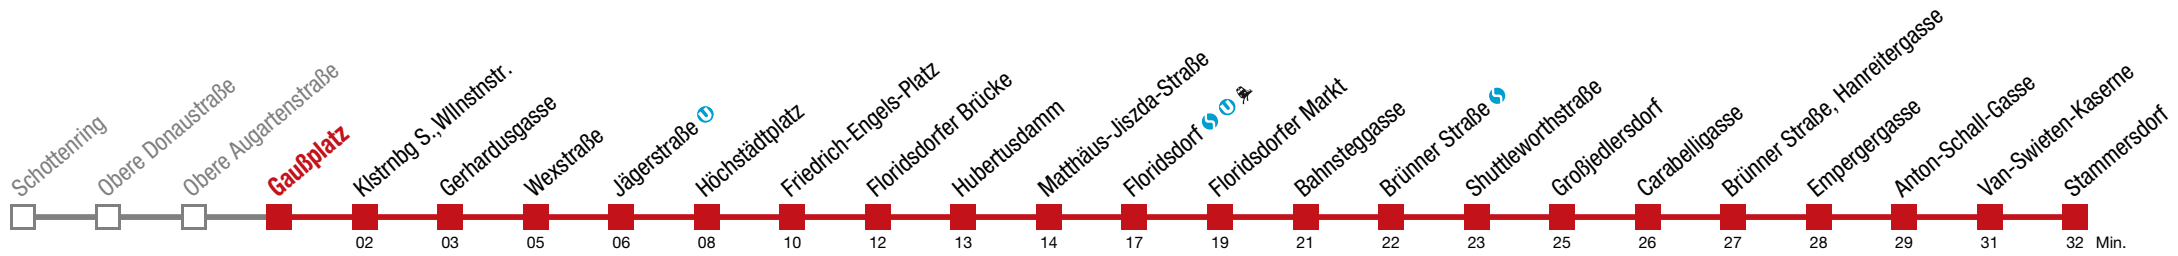 Schottenring
Obere Donaustraße
Obere Augartenstraße
Gaußplatz
Klstrnbg S.,Wllnstnstr.
Gerhardusgasse
Wexstraße
Jägerstraße U
Höchstädtplatz
Friedrich-Engels-Platz
Floridsdorfer Brücke
Hubertusdamm
Matthäus-Jiszda-Straße
Floridsdorf S U
Floridsdorfer Markt
Bahnsteggasse
Brünner Straße S
Shuttleworthstraße
Großjedlersdorf
Carabelligasse
Brünner Straße, Hanreitergasse
Empergergasse
Anton-Schall-Gasse
Van-Swieten-Kaserne
Stammersdorf
02 03 05 06 08 10 12 13 14 17 19 21 22 23 25 26 27 28 29 31 32 Min.